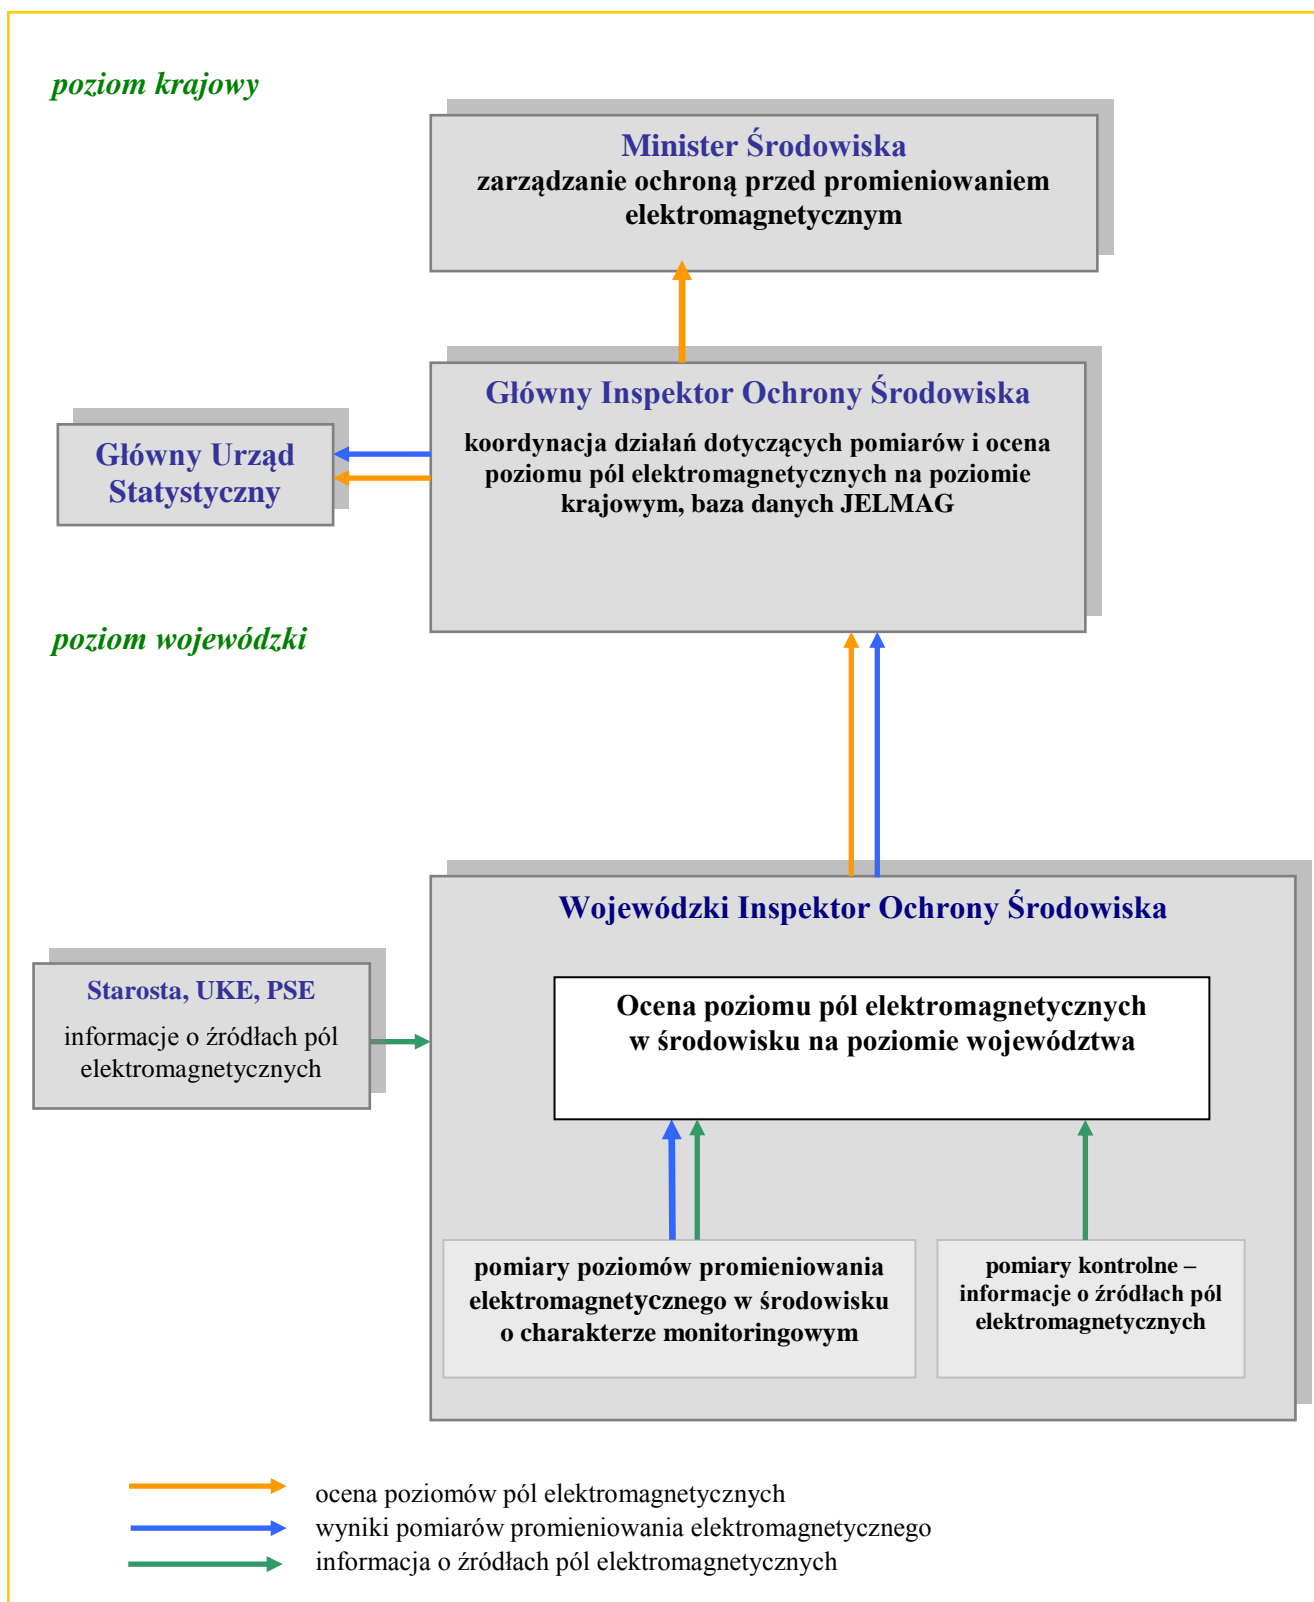 poziom krajowy
Minister Środowiska
zarządzanie ochroną przed promieniowaniem
elektromagnetycznym
Główny Inspektor Ochrony Środowiska
koordynacja działań dotyczących pomiarów i ocena
poziomu pól elektromagnetycznych na poziomie
krajowym, baza danych JELMAG
Główny Urząd
Statystyczny
poziom wojewódzki
Wojewódzki Inspektor Ochrony Środowiska
Starosta, UKE, PSE
informacje o źródłach pól
elektromagnetycznych
Ocena poziomu pól elektromagnetycznych
w środowisku na poziomie województwa
pomiary poziomów promieniowania
elektromagnetycznego w środowisku
o charakterze monitoringowym
pomiary kontrolne –
informacje o źródłach pól
elektromagnetycznych
ocena poziomów pól elektromagnetycznych
wyniki pomiarów promieniowania elektromagnetycznego
informacja o źródłach pól elektromagnetycznych